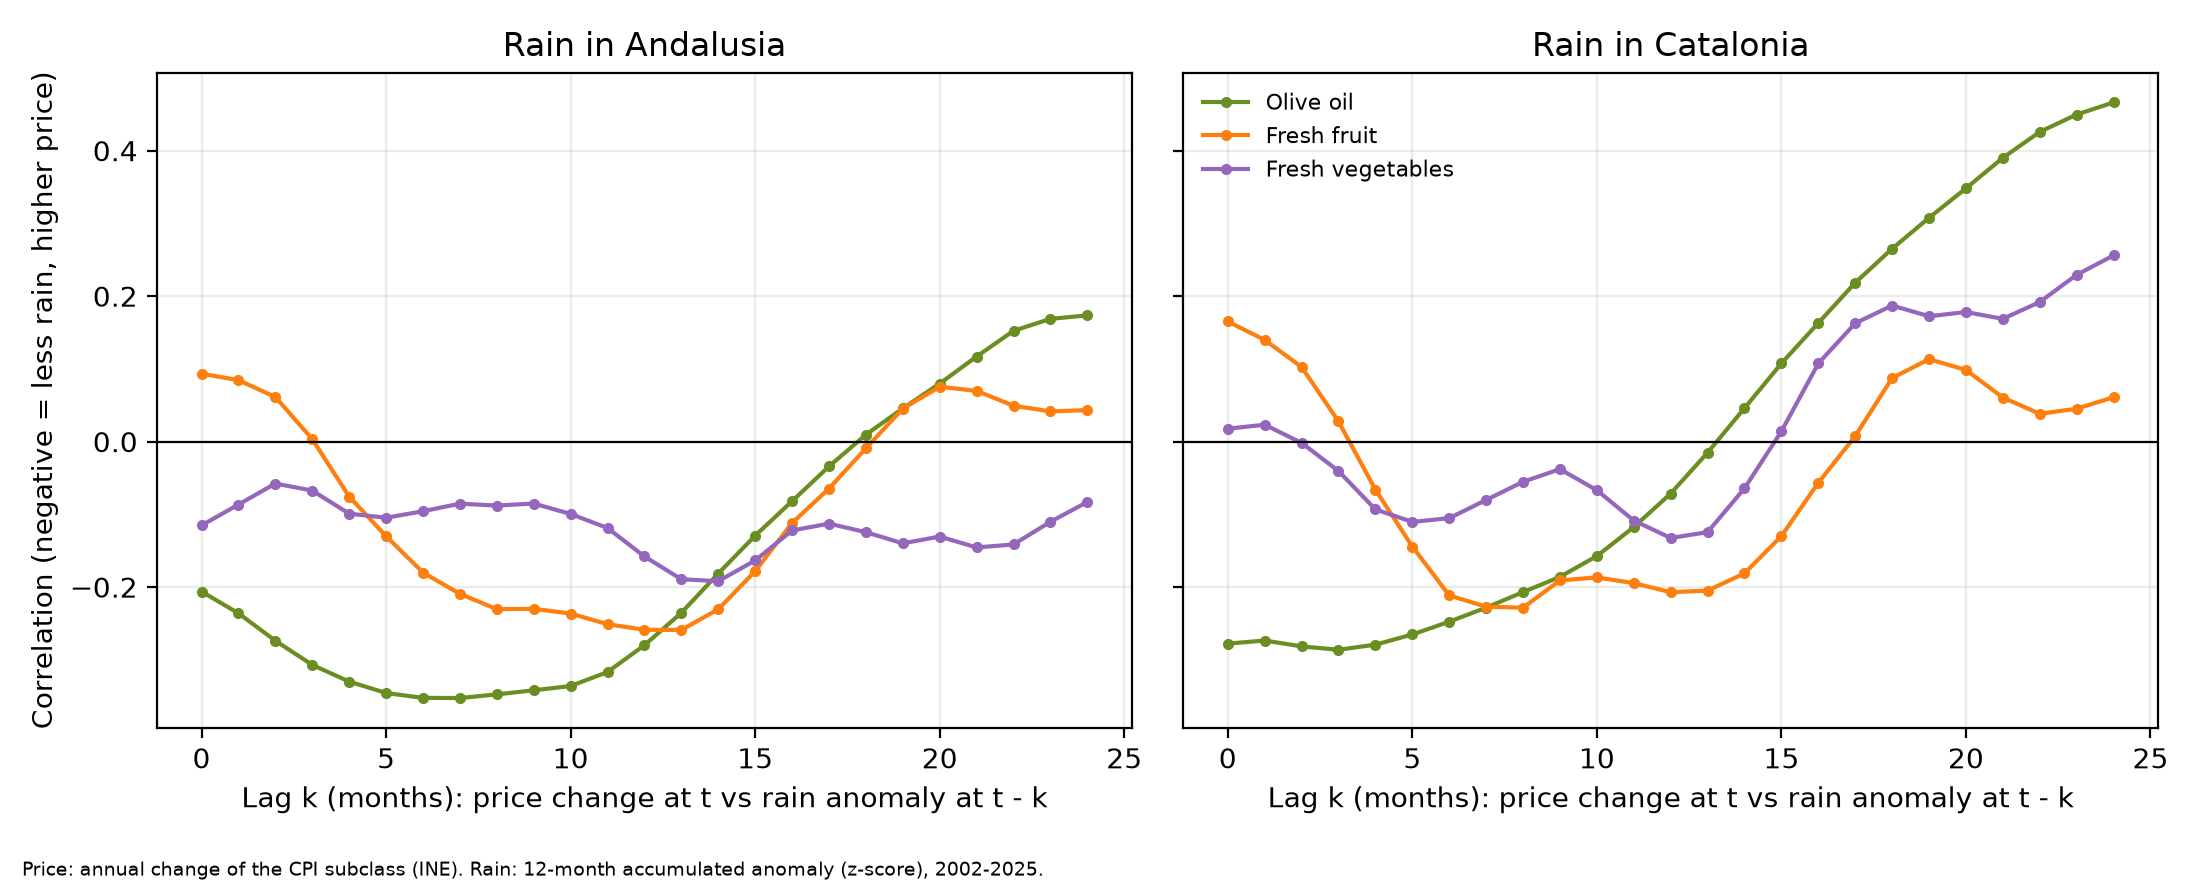 Rain in Andalusia
Correlation (negative = less rain, higher price)
0.4
0.2
0.0
−0.2
0 5 10 15 20 25
Lag k (months): price change at t vs rain anomaly at t - k
Rain in Catalonia
Olive oil
Fresh fruit
Fresh vegetables
0 5 10 15 20 25
Lag k (months): price change at t vs rain anomaly at t - k
Price: annual change of the CPI subclass (INE). Rain: 12-month accumulated anomaly (z-score), 2002-2025.